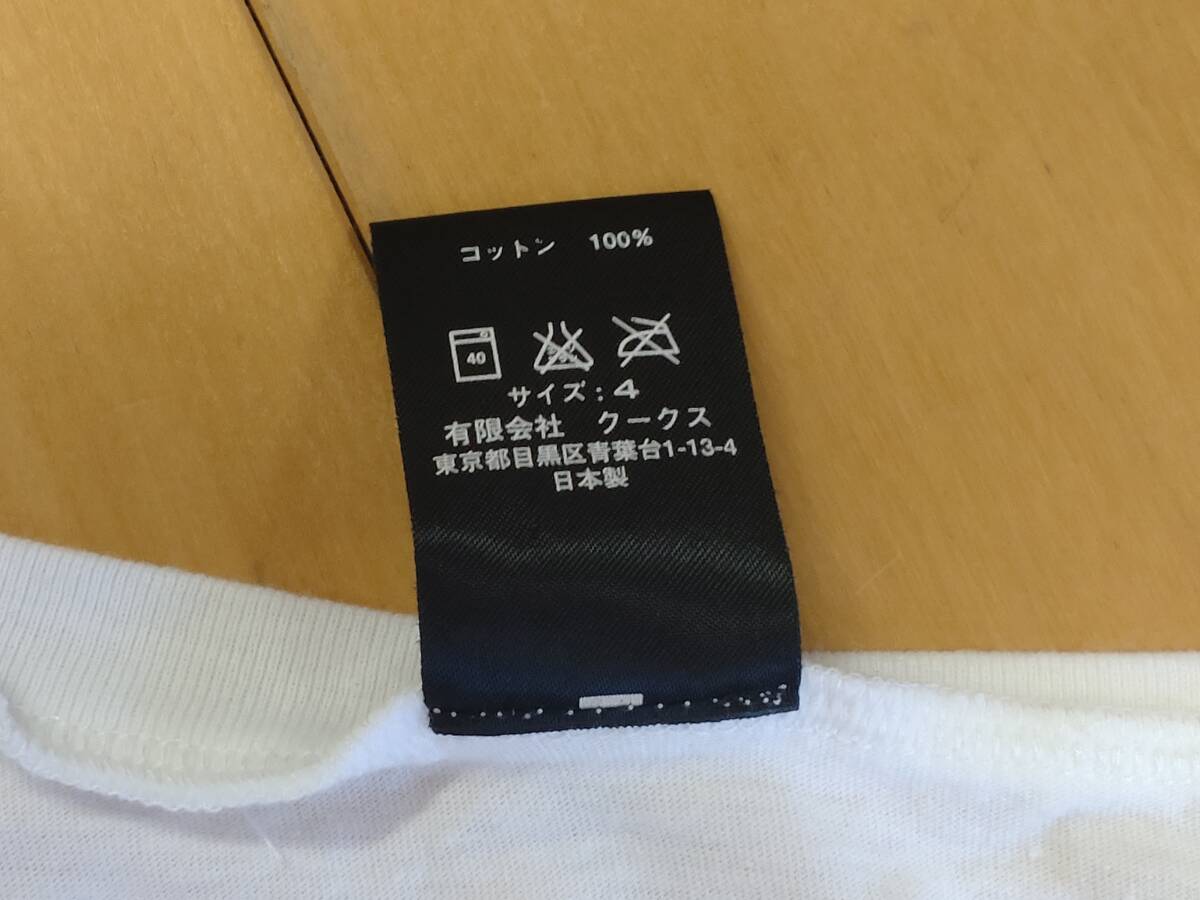 コットン 100%
40
サイズ : 4
有限会社 クークス
東京都目黒区青葉台1-13-4
日本製